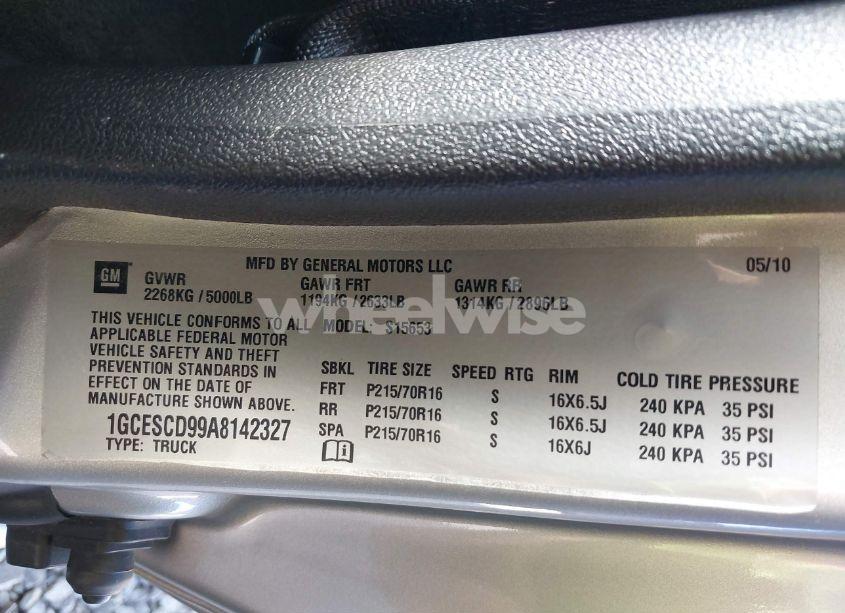 GM
MFD BY GENERAL MOTORS LLC 05/10
GVWR GAWR FRT GAWR RR
2268KG / 5000LB 1194KG / 2633LB 1314KG / 2896LB
THIS VEHICLE CONFORMS TO ALL
APPLICABLE FEDERAL MOTOR
VEHICLE SAFETY AND THEFT
PREVENTION STANDARDS IN
EFFECT ON THE DATE OF
MANUFACTURE SHOWN ABOVE.
1GCESCD99A8142327
TYPE: TRUCK
MODEL: S15653
SBKL TIRE SIZE SPEED RTG RIM COLD TIRE PRESSURE
FRT P215/70R16 S 16X6.5J 240 KPA 35 PSI
RR P215/70R16 S 16X6.5J 240 KPA 35 PSI
SPA P215/70R16 S 16X6J 240 KPA 35 PSI
wheelwise